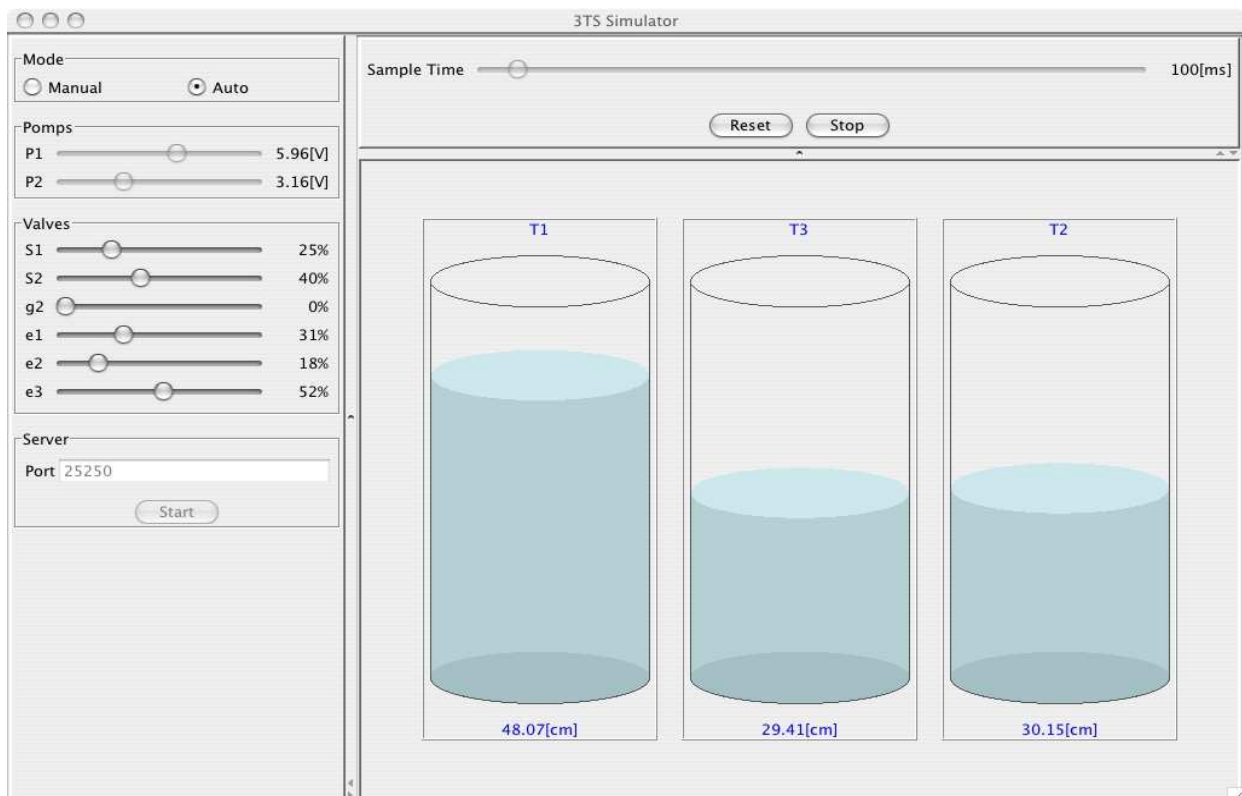 3TS Simulator
Mode
Manual Auto
Pomps
P1 5.96[V]
P2 3.16[V]
Valves
S1 25%
S2 40%
g2 0%
e1 31%
e2 18%
e3 52%
Server
Port 25250
Start
Sample Time 100[ms]
Reset Stop
T1 T3 T2
48.07[cm] 29.41[cm] 30.15[cm]